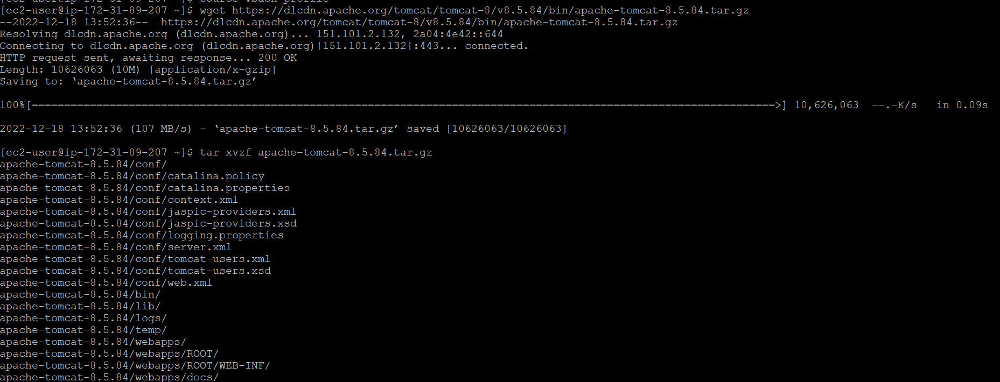 [ec2-user@ip-172-31-89-207 ~]$ source .bash_profile
[ec2-user@ip-172-31-89-207 ~]$ wget https://dlcdn.apache.org/tomcat/tomcat-8/v8.5.84/bin/apache-tomcat-8.5.84.tar.gz
--2022-12-18 13:52:36--  https://dlcdn.apache.org/tomcat/tomcat-8/v8.5.84/bin/apache-tomcat-8.5.84.tar.gz
Resolving dlcdn.apache.org (dlcdn.apache.org)... 151.101.2.132, 2a04:4e42::644
Connecting to dlcdn.apache.org (dlcdn.apache.org)|151.101.2.132|:443... connected.
HTTP request sent, awaiting response... 200 OK
Length: 10626063 (10M) [application/x-gzip]
Saving to: ‘apache-tomcat-8.5.84.tar.gz’
100%[===================================================================================================================>] 10,626,063  --.-K/s   in 0.09s
2022-12-18 13:52:36 (107 MB/s) - ‘apache-tomcat-8.5.84.tar.gz’ saved [10626063/10626063]
[ec2-user@ip-172-31-89-207 ~]$ tar xvzf apache-tomcat-8.5.84.tar.gz
apache-tomcat-8.5.84/conf/
apache-tomcat-8.5.84/conf/catalina.policy
apache-tomcat-8.5.84/conf/catalina.properties
apache-tomcat-8.5.84/conf/context.xml
apache-tomcat-8.5.84/conf/jaspic-providers.xml
apache-tomcat-8.5.84/conf/jaspic-providers.xsd
apache-tomcat-8.5.84/conf/logging.properties
apache-tomcat-8.5.84/conf/server.xml
apache-tomcat-8.5.84/conf/tomcat-users.xml
apache-tomcat-8.5.84/conf/tomcat-users.xsd
apache-tomcat-8.5.84/conf/web.xml
apache-tomcat-8.5.84/bin/
apache-tomcat-8.5.84/lib/
apache-tomcat-8.5.84/logs/
apache-tomcat-8.5.84/temp/
apache-tomcat-8.5.84/webapps/
apache-tomcat-8.5.84/webapps/ROOT/
apache-tomcat-8.5.84/webapps/ROOT/WEB-INF/
apache-tomcat-8.5.84/webapps/docs/